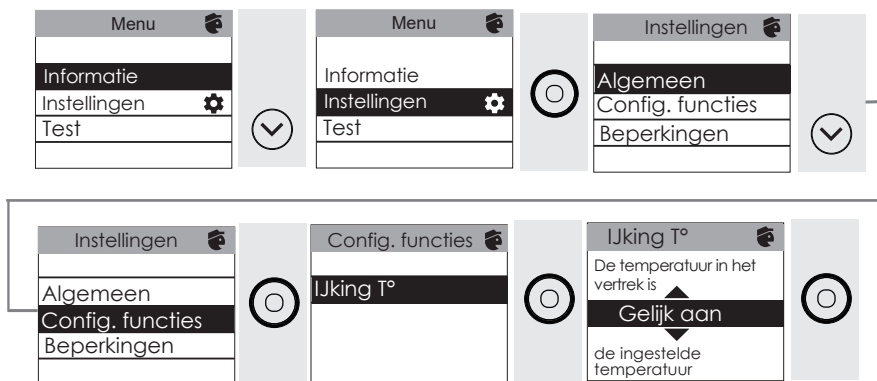 Menu
Informatie
Instellingen
Test
Menu
Informatie
Instellingen
Test
Instellingen
Algemeen
Config. functies
Beperkingen
Instellingen
Algemeen
Config. functies
Beperkingen
Config. functies
IJking T°
IJking T°
De temperatuur in het
vertrek is
Gelijk aan
de ingestelde
temperatuur